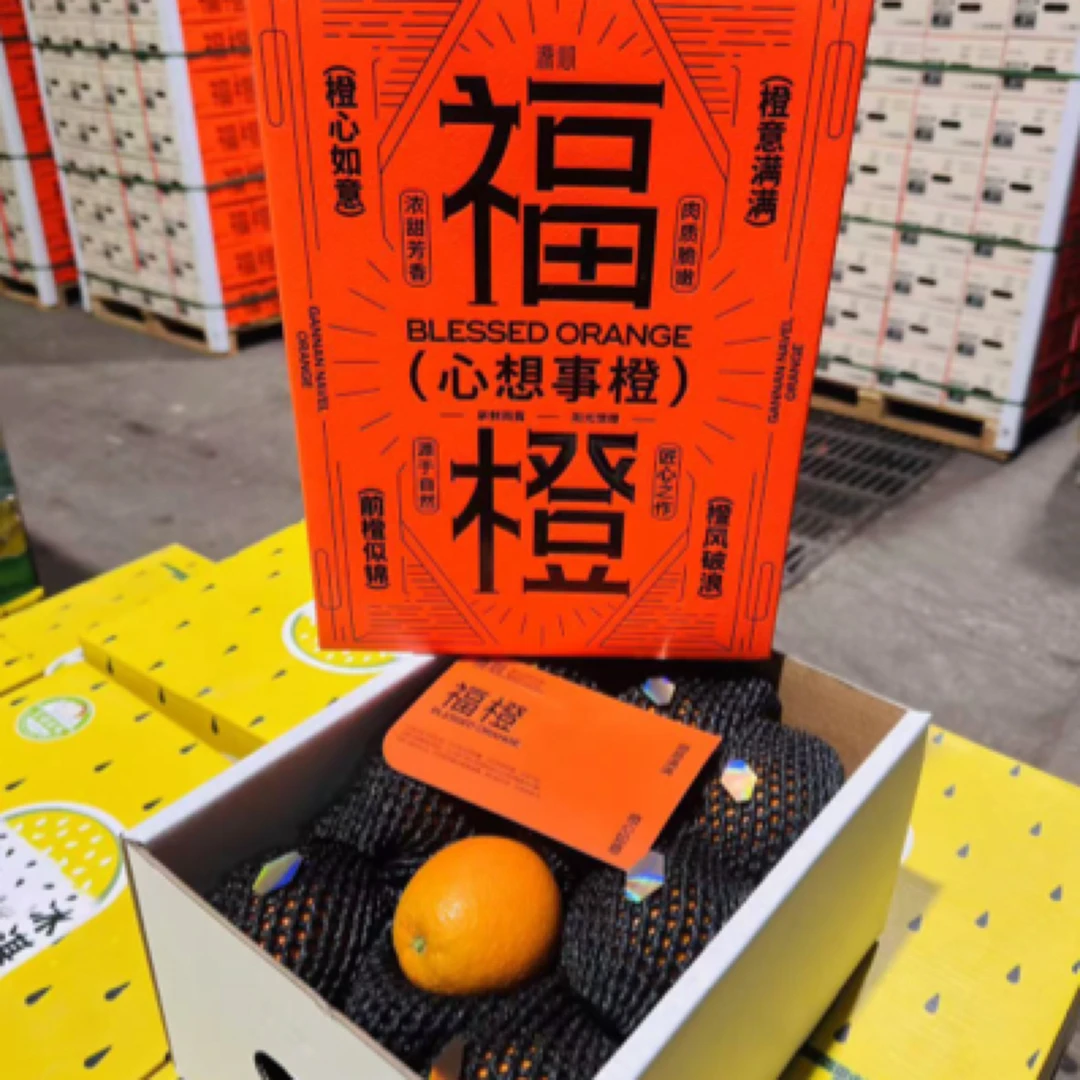 福
橙
BLESSED ORANGE
(心想事橙)
(橙心如意)
(橙意满满)
浓甜芳香
肉质脆嫩
GANNAN NAVEL
ORANGE
GANNAN NAVEL
ORANGE
源于自然
匠心之作
(前橙似锦)
(橙风破浪)
福橙
BLESSED ORANGE
冰淇